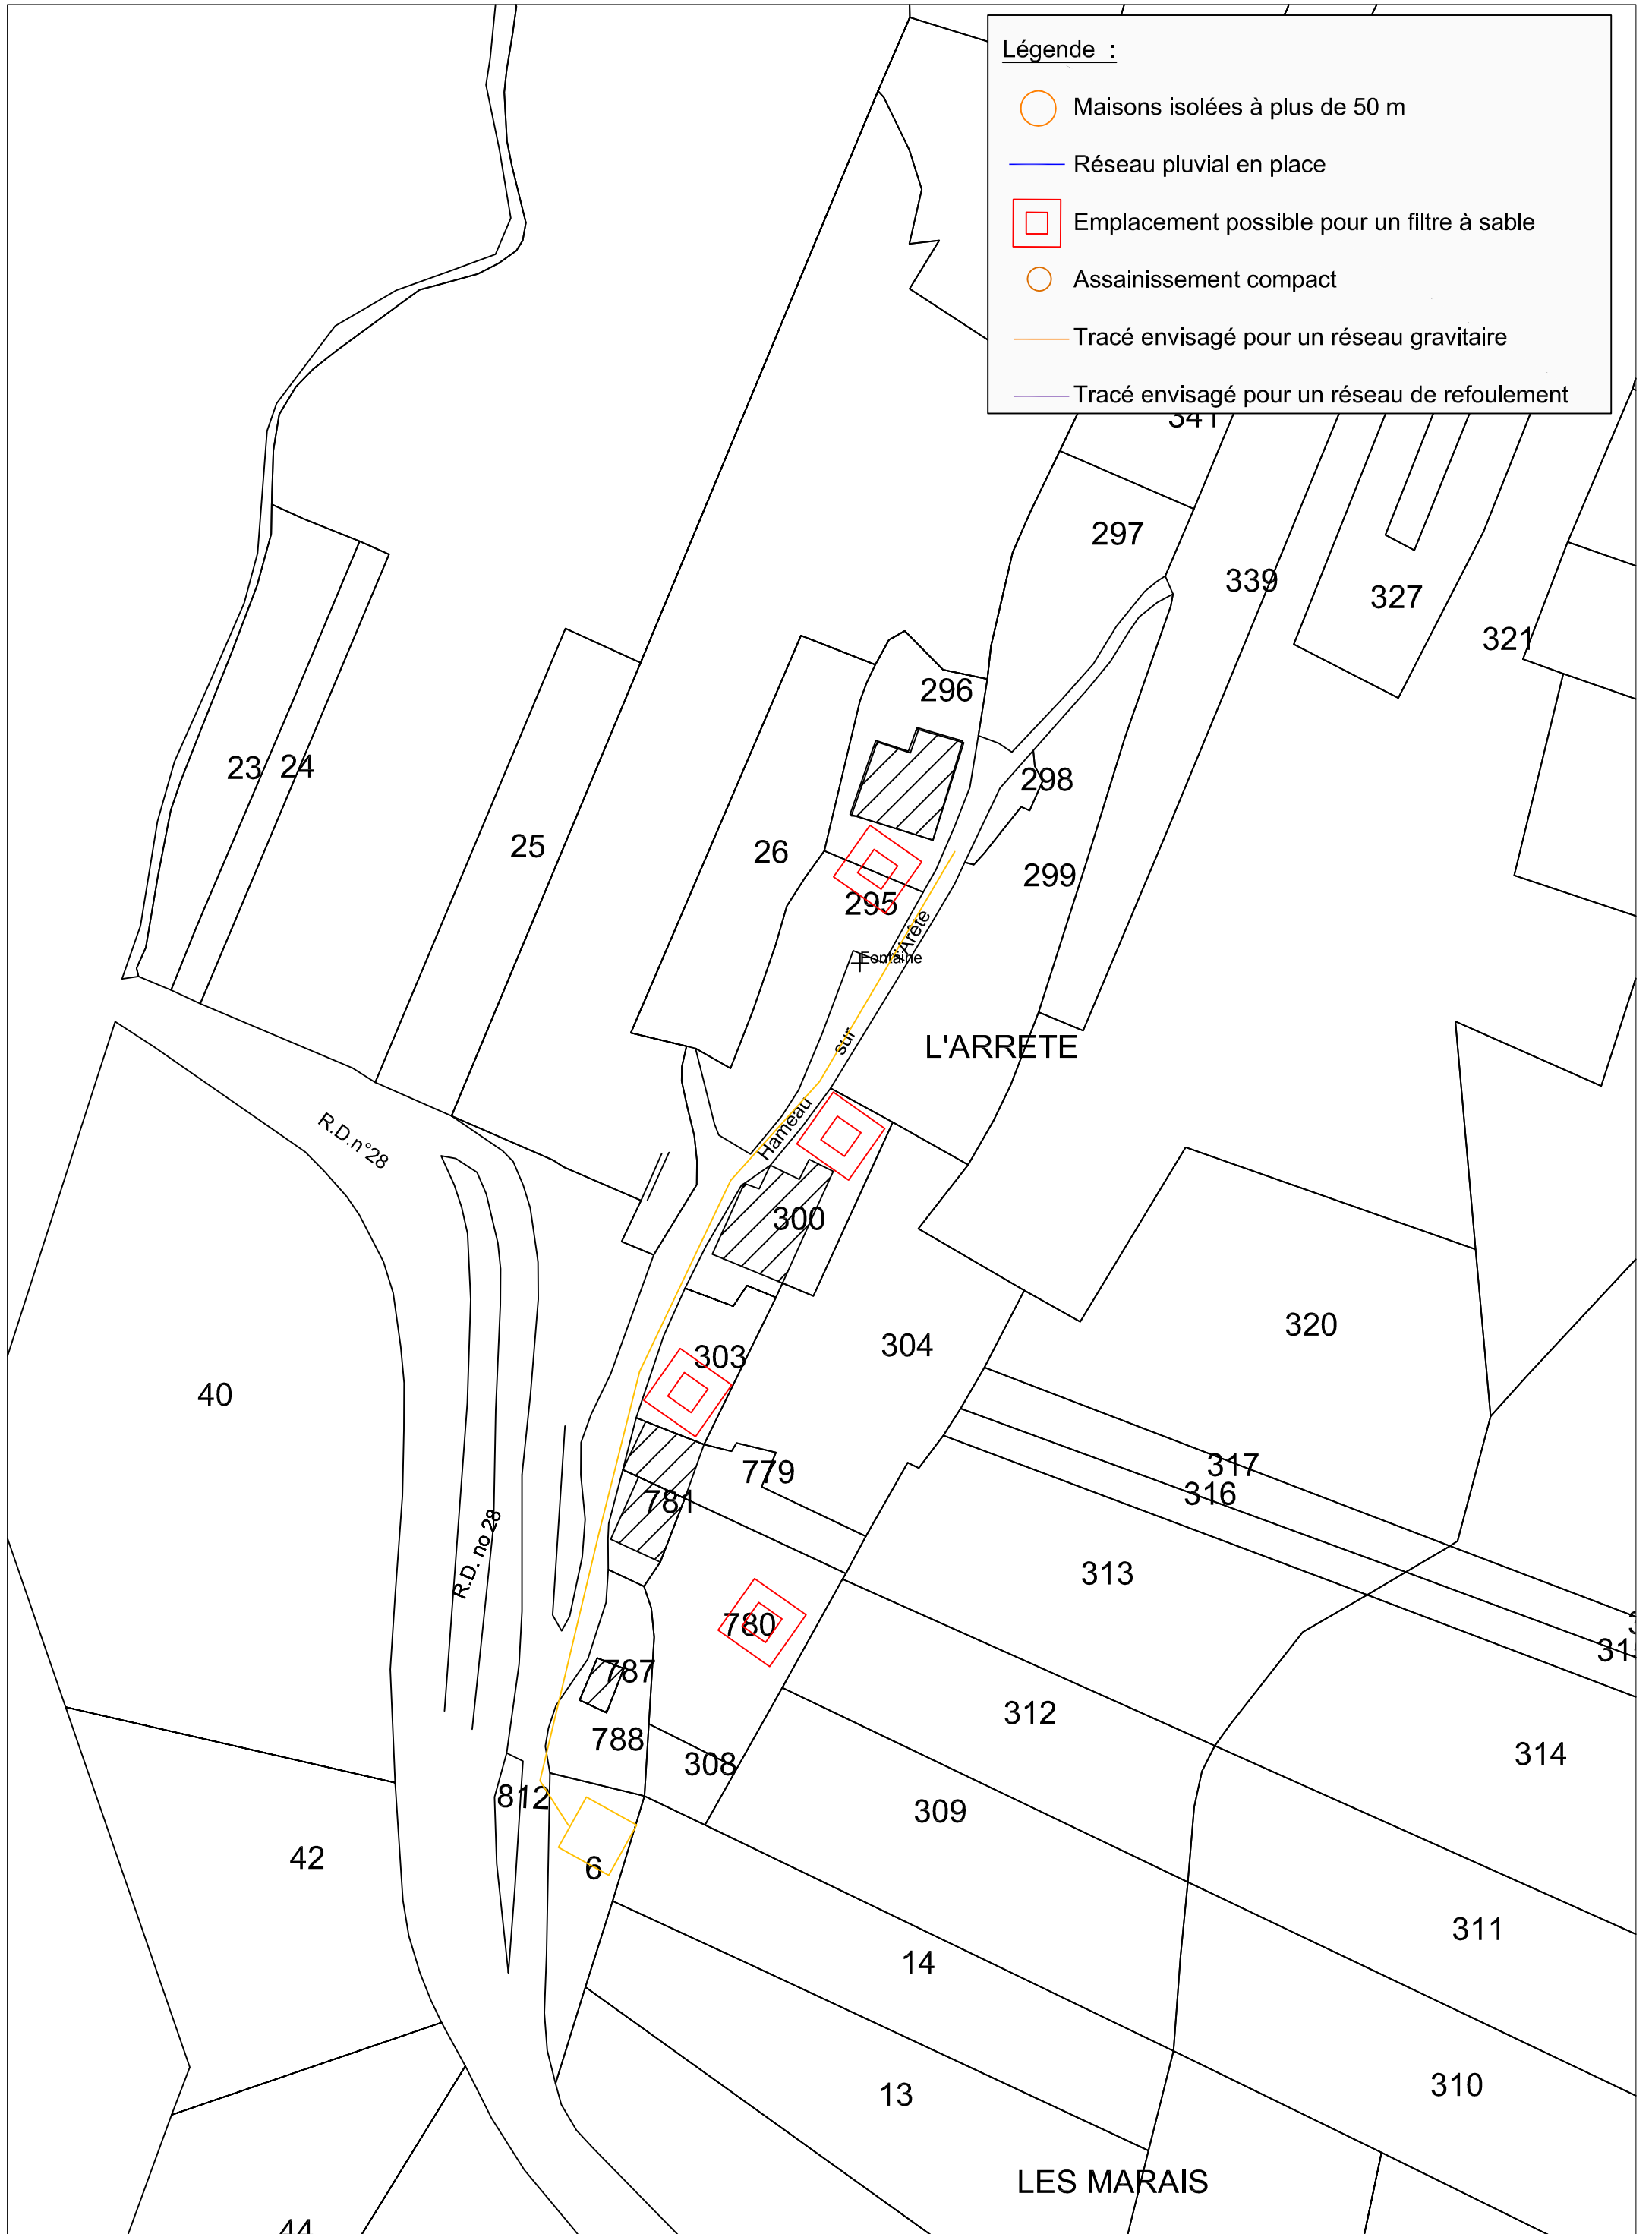 Légende :
Maisons isolées à plus de 50 m
Réseau pluvial en place
Emplacement possible pour un filtre à sable
Assainissement compact
Tracé envisagé pour un réseau gravitaire
Tracé envisagé pour un réseau de refoulement
341
297
339
327
321
296
23
24
298
25
26
299
295
l'Arête
Fontaine
sur
L'ARRETE
Hameau
R.D.n°28
300
320
303
304
40
317
779
316
781
R.D. no 28
313
780
787
312
788
314
308
812
309
42
6
311
14
310
13
LES MARAIS
44